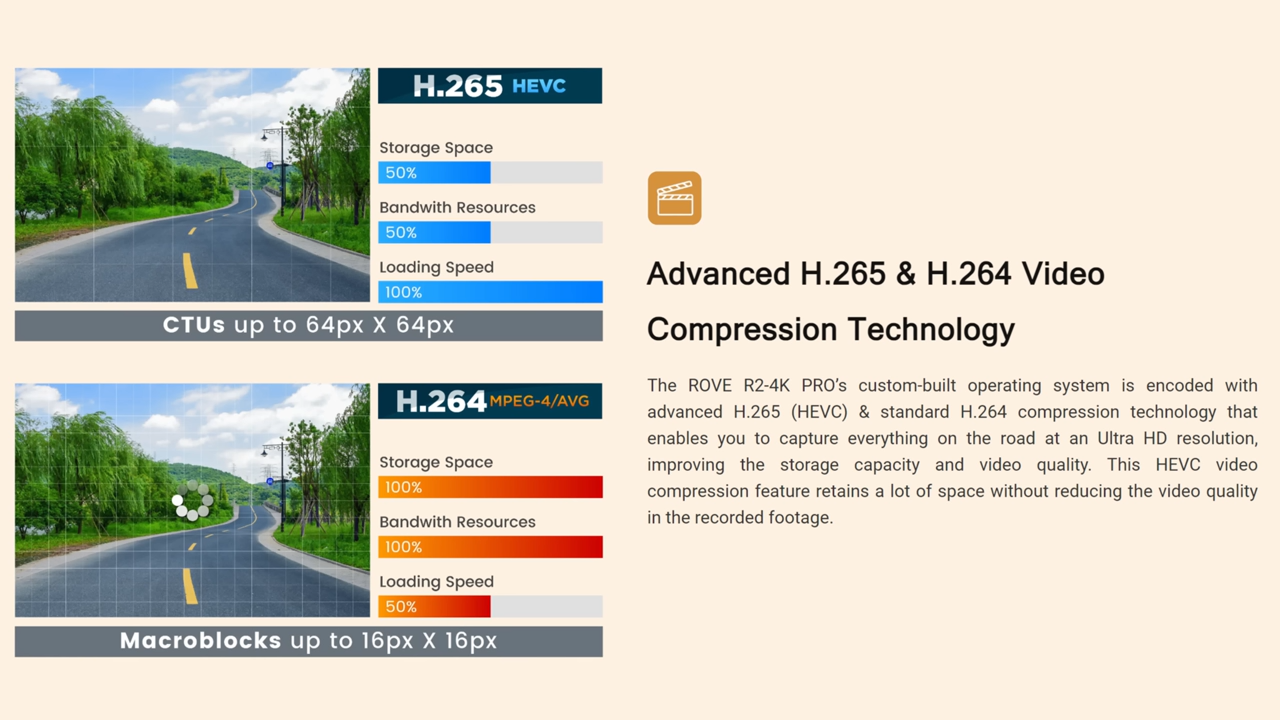 H.265 HEVC
Storage Space
50%
Bandwith Resources
50%
Loading Speed
100%
CTUs up to 64px X 64px
H.264 MPEG-4/AVG
Storage Space
100%
Bandwith Resources
100%
Loading Speed
50%
Macroblocks up to 16px X 16px
Advanced H.265 & H.264 Video
Compression Technology
The ROVE R2-4K PRO’s custom-built operating system is encoded with
advanced H.265 (HEVC) & standard H.264 compression technology that
enables you to capture everything on the road at an Ultra HD resolution,
improving the storage capacity and video quality. This HEVC video
compression feature retains a lot of space without reducing the video quality
in the recorded footage.